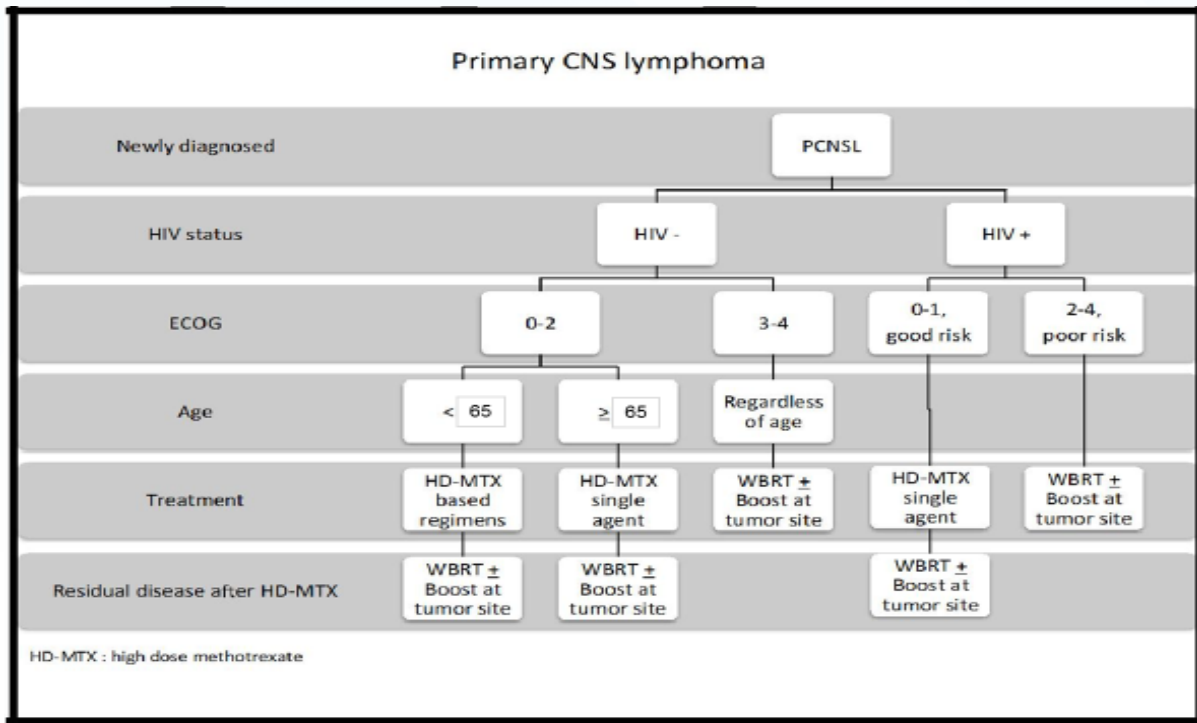 Primary CNS lymphoma
Newly diagnosed
PCNSL
HIV status
HIV -
HIV +
ECOG
0-2
3-4
0-1,
good risk
2-4,
poor risk
Age
< 65
≥ 65
Regardless
of age
Treatment
HD-MTX
based
regimens
HD-MTX
single
agent
WBRT ±
Boost at
tumor site
HD-MTX
single
agent
WBRT ±
Boost at
tumor site
Residual disease after HD-MTX
WBRT ±
Boost at
tumor site
WBRT ±
Boost at
tumor site
WBRT ±
Boost at
tumor site
HD-MTX : high dose methotrexate